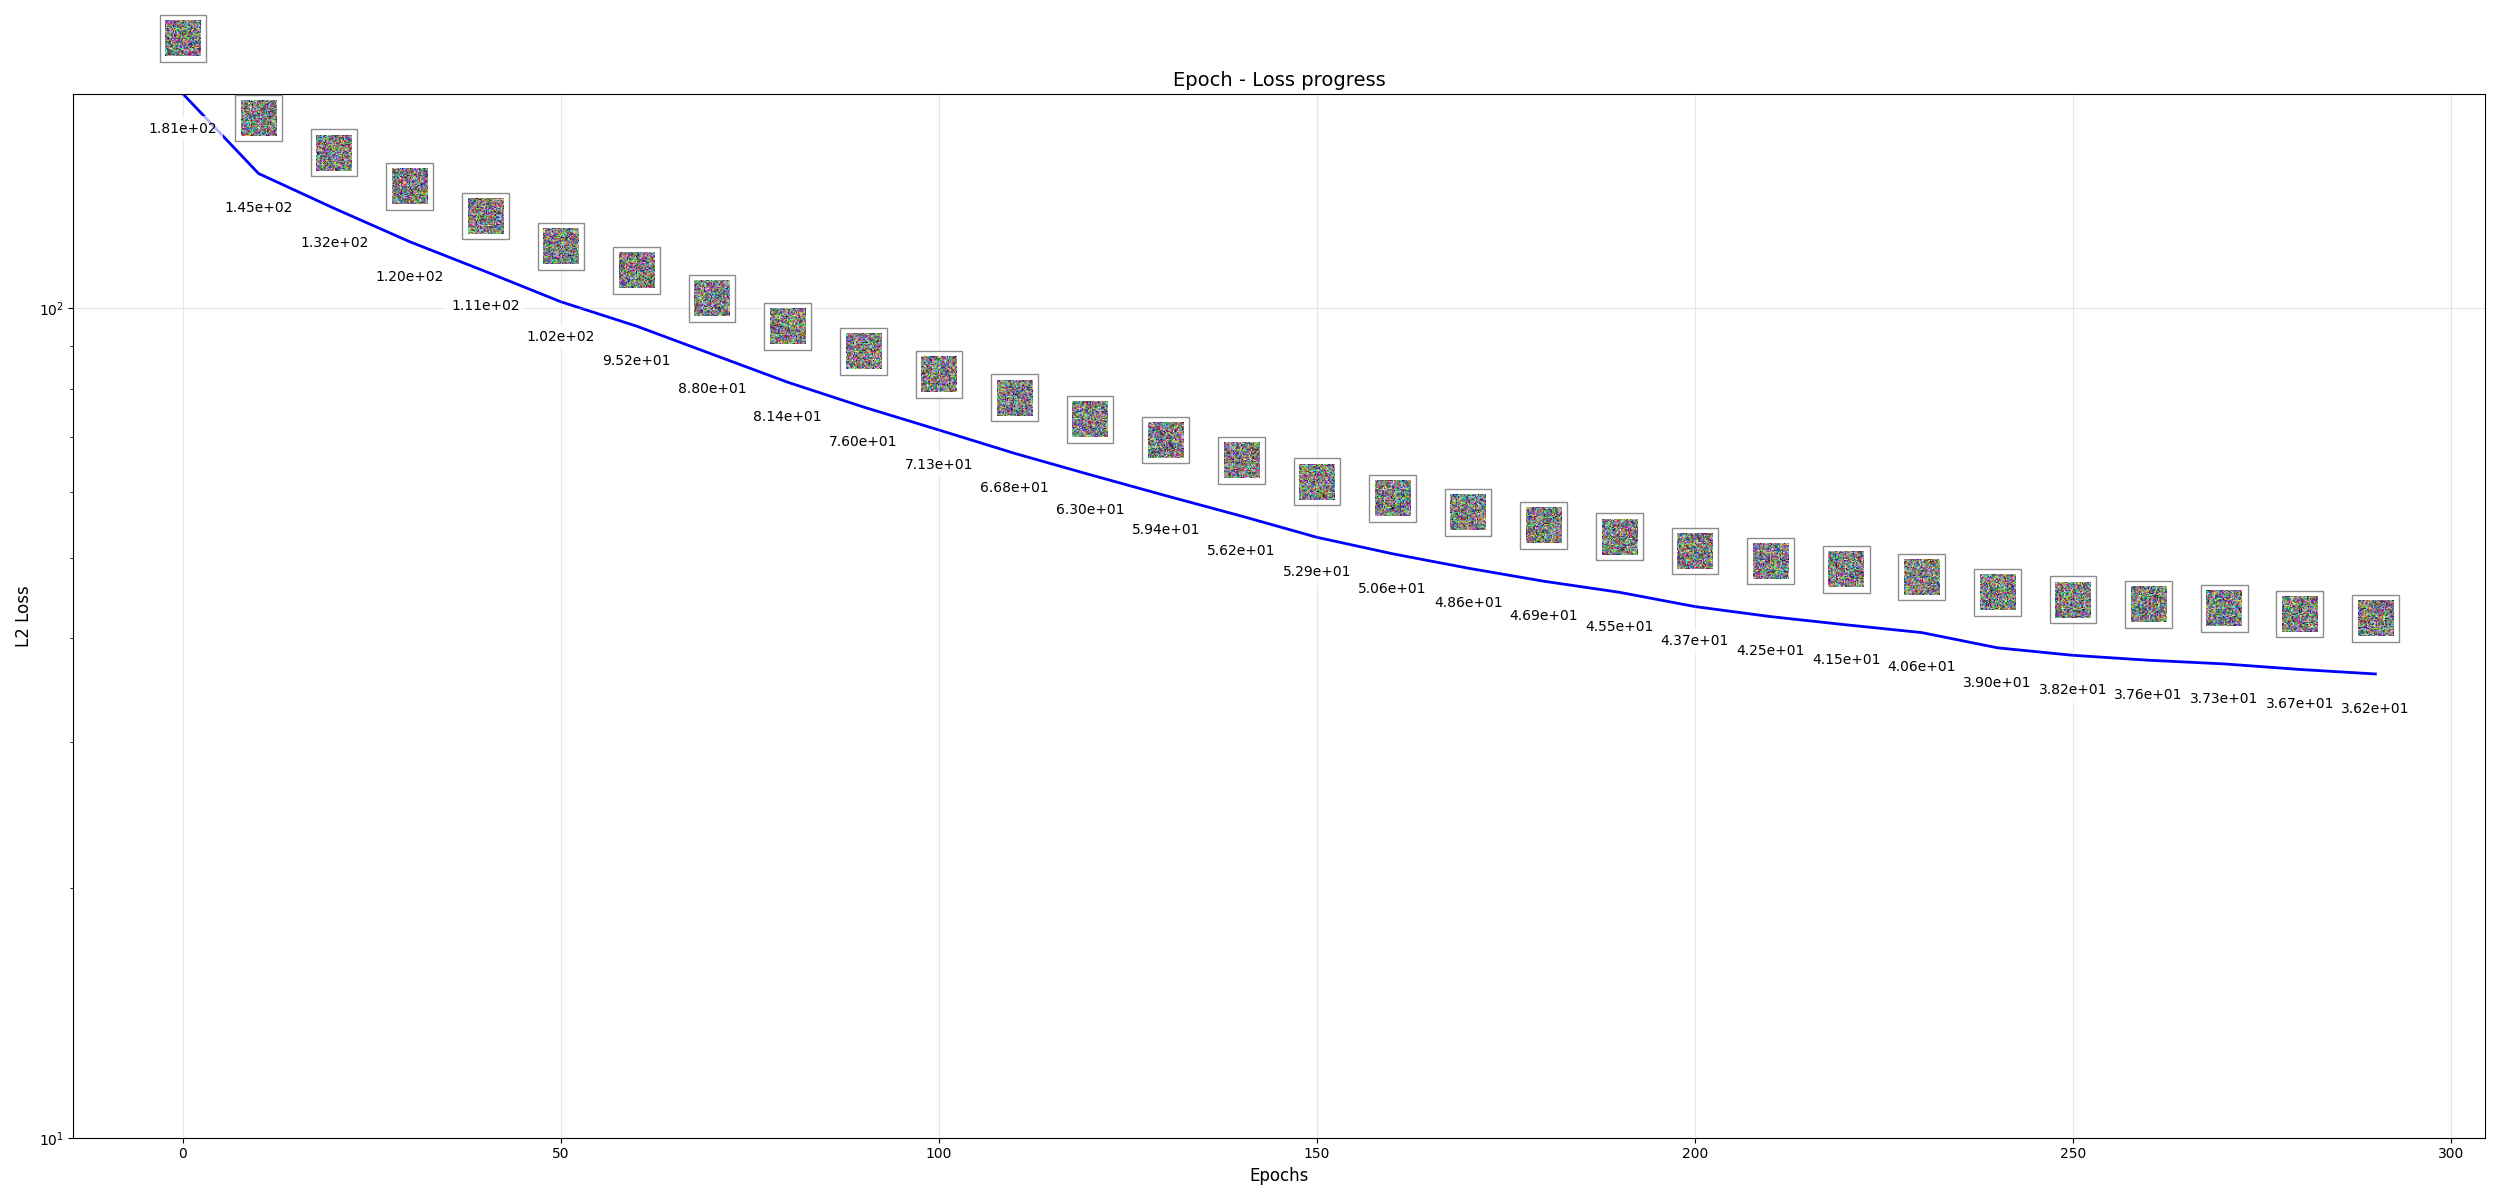 Epoch - Loss progress
1.81e+02
1.45e+02
1.32e+02
1.20e+02
1.11e+02
1.02e+02
9.52e+01
8.80e+01
8.14e+01
7.60e+01
7.13e+01
6.68e+01
6.30e+01
5.94e+01
5.62e+01
5.29e+01
5.06e+01
4.86e+01
4.69e+01
4.55e+01
4.37e+01
4.25e+01
4.15e+01
4.06e+01
3.90e+01
3.82e+01
3.76e+01
3.73e+01
3.67e+01
3.62e+01
10²
10¹
L2 Loss
0 50 100 150 200 250 300
Epochs